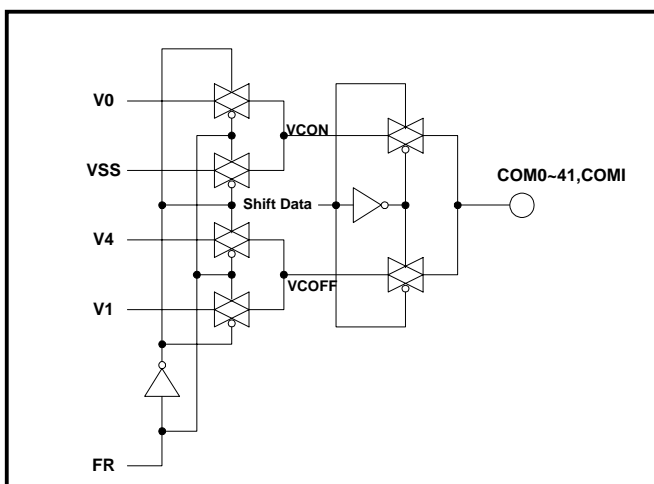 V0
VCON
VSS
COM0~41,COMI
Shift Data
V4
VCOFF
V1
FR